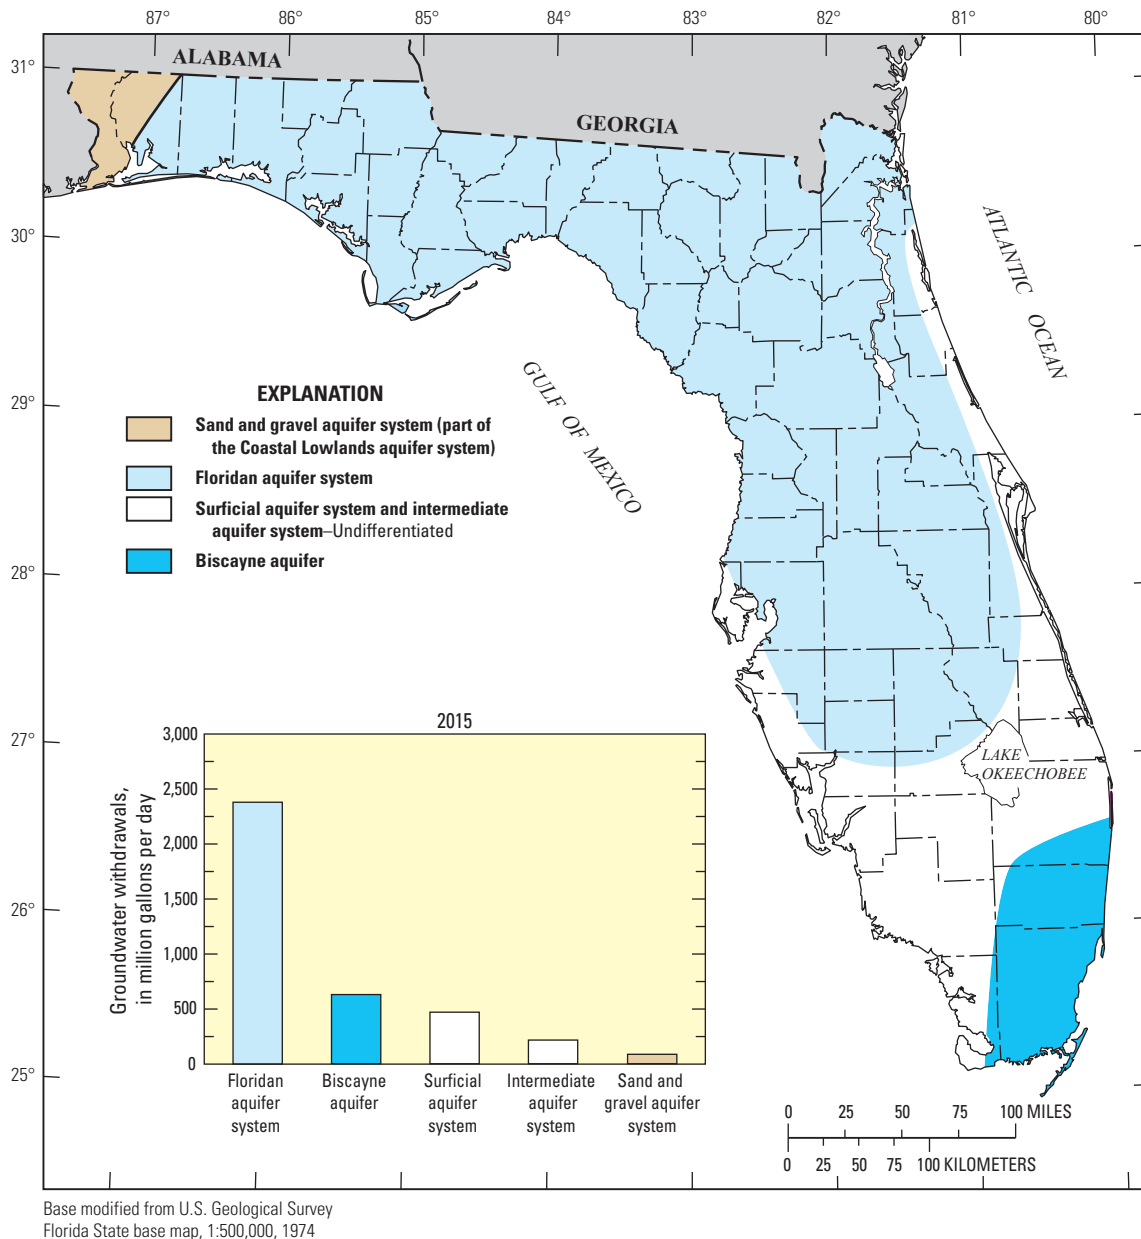 87°
86°
85°
84°
83°
82°
81°
80°
31°
30°
29°
28°
27°
26°
25°
ALABAMA
GEORGIA
ATLANTIC OCEAN
GULF OF MEXICO
LAKE
OKEECHOBEE
EXPLANATION
Sand and gravel aquifer system (part of
the Coastal Lowlands aquifer system)
Floridan aquifer system
Surficial aquifer system and intermediate
aquifer system–Undifferentiated
Biscayne aquifer
2015
Groundwater withdrawals,
in million gallons per day
3,000
2,500
2,000
1,500
1,000
500
0
Floridan
aquifer
system
Biscayne
aquifer
Surficial
aquifer
system
Intermediate
aquifer
system
Sand and
gravel aquifer
system
0 25 50 75 100 MILES
0 25 50 75 100 KILOMETERS
Base modified from U.S. Geological Survey
Florida State base map, 1:500,000, 1974